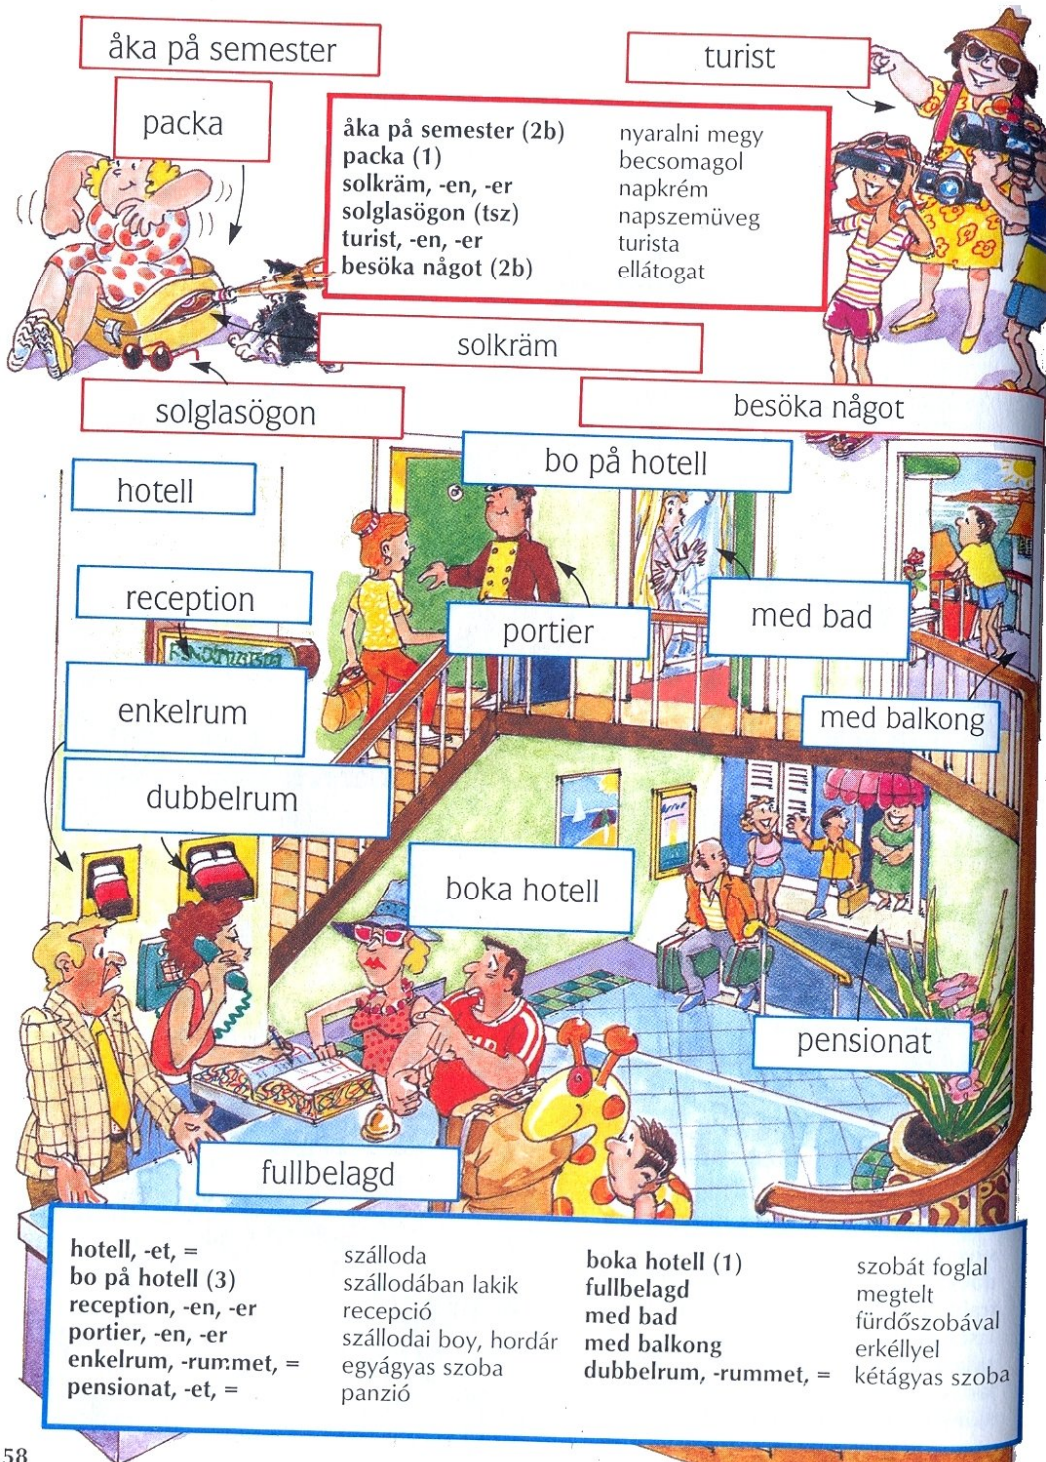 åka på semester
turist
packa
åka på semester (2b) nyaralni megy
packa (1) becsomagol
solkräm, -en, -er napkrém
solglasögon (tsz) napszemüveg
turist, -en, -er turista
besöka något (2b) ellátogat
solkräm
solglasögon
besöka något
bo på hotell
hotell
reception
portier
med bad
enkelrum
med balkong
dubbelrum
boka hotell
pensionat
fullbelagd
hotell, -et, = szálloda
bo på hotell (3) szállodában lakik
reception, -en, -er recepció
portier, -en, -er szállodai boy, hordár
enkelrum, -rummet, = egyágyas szoba
pensionat, -et, = panzió
boka hotell (1) szobát foglal
fullbelagd megtelt
med bad fürdőszobával
med balkong erkéllyel
dubbelrum, -rummet, = kétágyas szoba
58